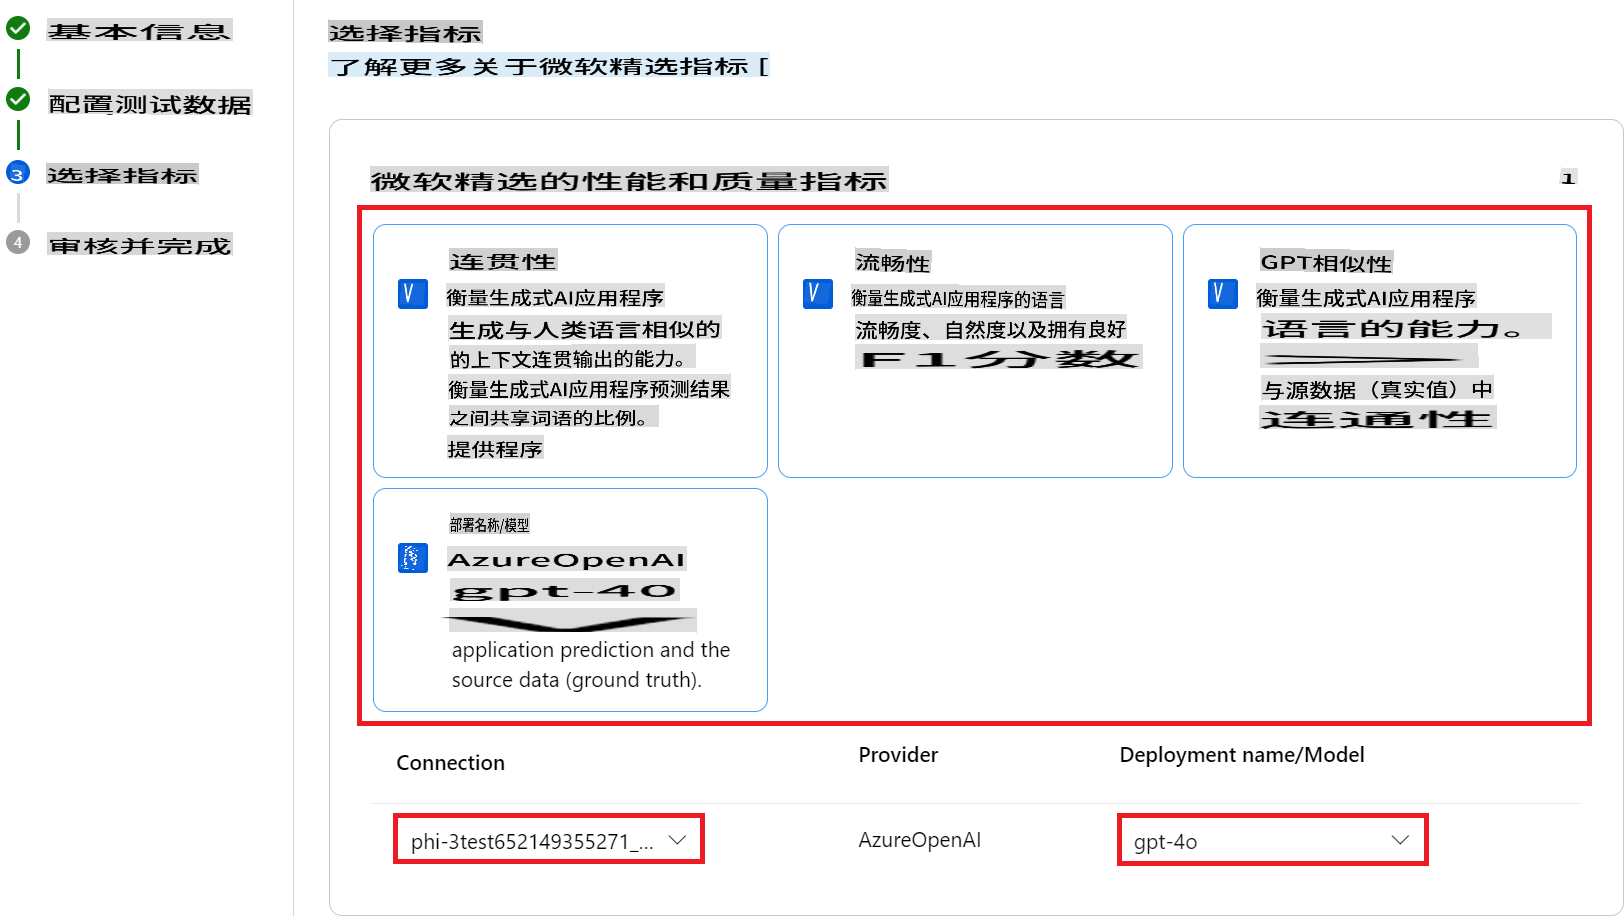 基本信息
配置测试数据
3
选择指标
4
审核并完成
选择指标
了解更多关于微软精选指标 [
微软精选的性能和质量指标
1
连贯性
衡量生成式AI应用程序
生成与人类语言相似的
的上下文连贯输出的能力。
衡量生成式AI应用程序预测结果
之间共享词语的比例。
提供程序
流畅性
衡量生成式AI应用程序的语言
流畅度、自然度以及拥有良好
F1分数
GPT相似性
衡量生成式AI应用程序
语言的能力。
与源数据（真实值）中
连通性
部署名称/模型
AzureOpenAI
gpt-4o
application prediction and the
source data (ground truth).
Connection
Provider
Deployment name/Model
phi-3test652149355271_...
AzureOpenAI
gpt-4o